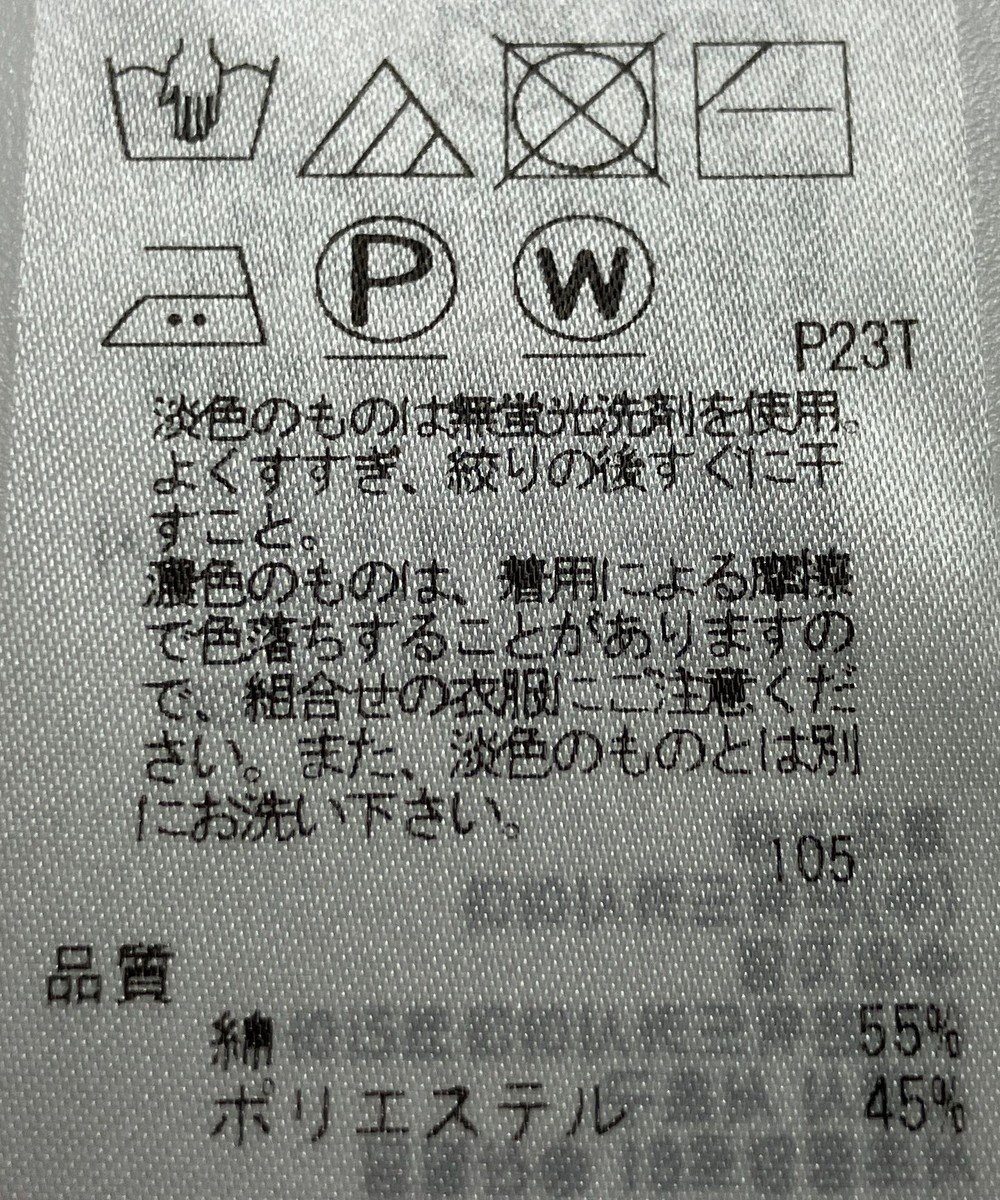 P W
P23T
淡色のものは無蛍光洗剤を使用。
よくすすぎ、絞りの後すぐに干
すこと。
濃色のものは、着用による摩擦
で色落ちすることがありますの
で、組合せの衣服にご注意くだ
さい。また、淡色のものとは別
にお洗い下さい。
105
品質
綿 55%
ポリエステル 45%